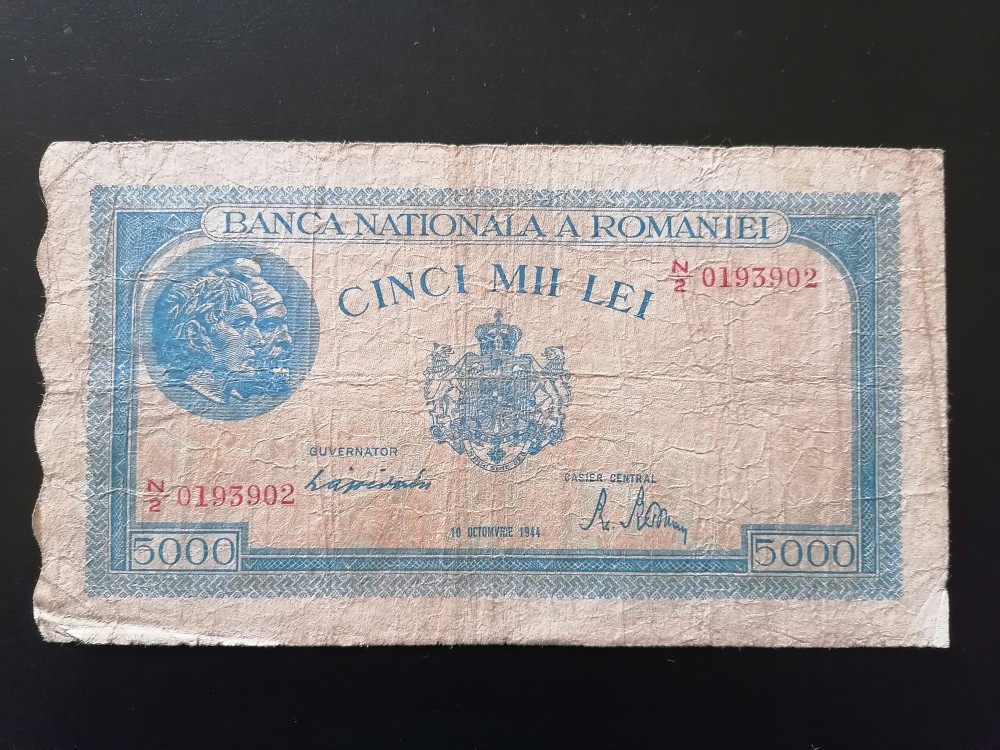 BANCA NATIONALA A ROMANIEI
CINCI MII LEI
N/2 0193902
GUVERNATOR
CASIER CENTRAL
N/2 0193902
10 OCTOMVRIE 1944
5000
5000